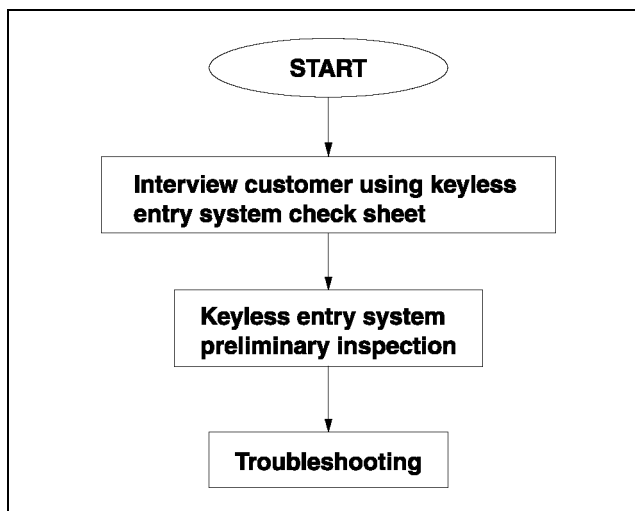 START
Interview customer using keyless
entry system check sheet
Keyless entry system
preliminary inspection
Troubleshooting